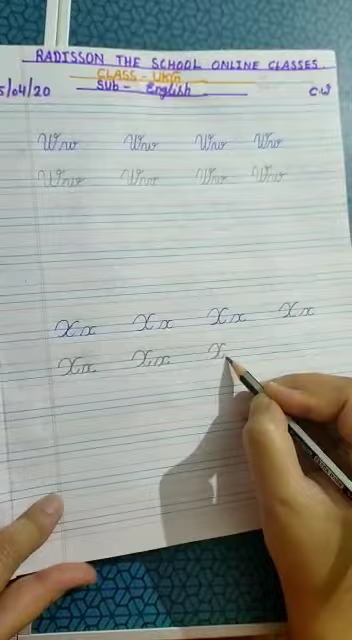 RADISSON THE SCHOOL ONLINE CLASSES.
CLASS - UKG
5/04/20 SUB - English C.W
Ww Ww Ww Ww
Ww Ww Ww Ww
Xx Xx Xx Xx
Xx Xx X